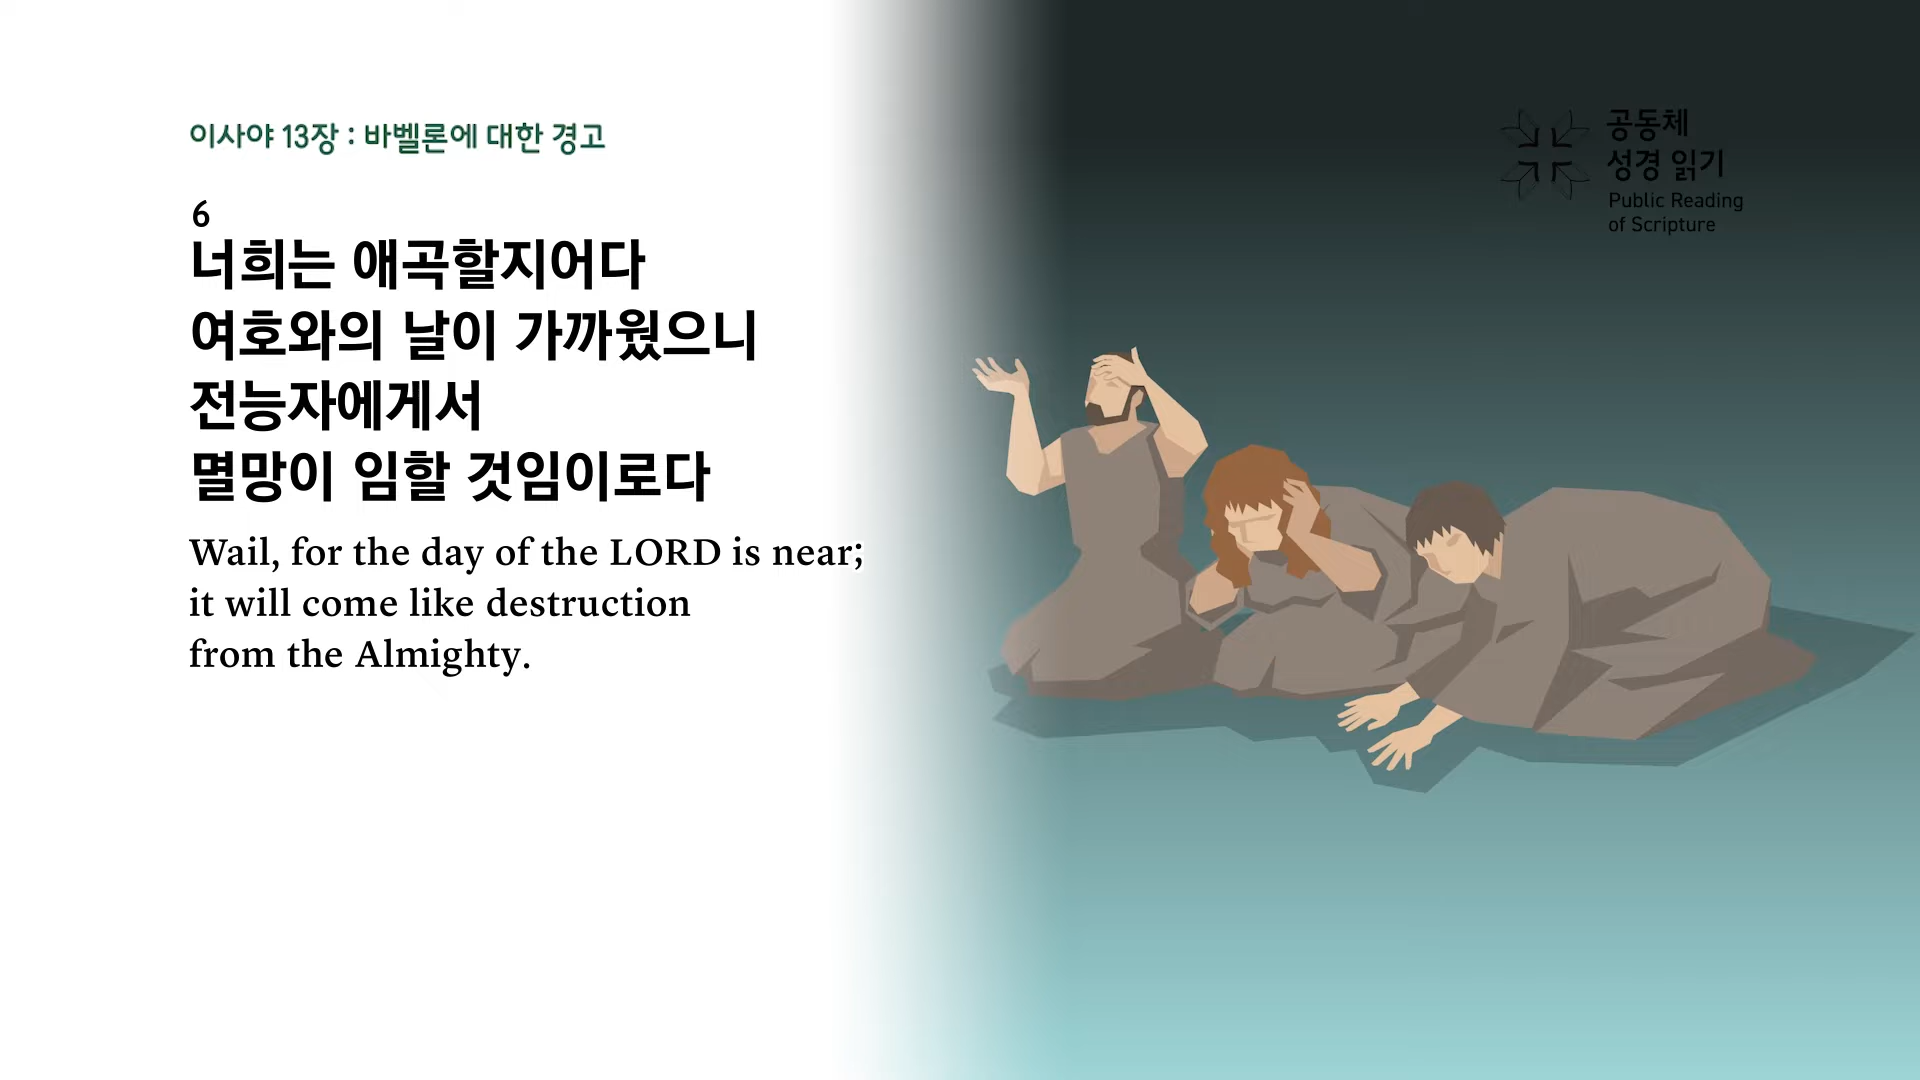 이사야 13장 : 바벨론에 대한 경고
6
너희는 애곡할지어다
여호와의 날이 가까웠으니
전능자에게서
멸망이 임할 것임이로다
Wail, for the day of the LORD is near;
it will come like destruction
from the Almighty.
공동체
성경 읽기
Public Reading
of Scripture